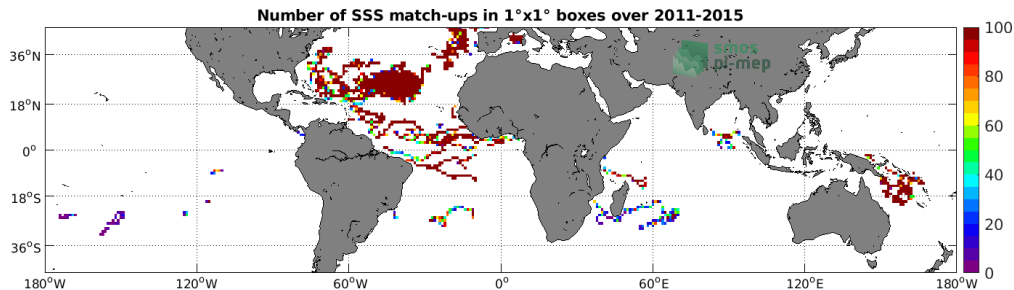 Number of SSS match-ups in 1°x1° boxes over 2011-2015
smos
pi-mep
36°N
18°N
0°
18°S
36°S
180°W
120°W
60°W
0°
60°E
120°E
180°W
100
80
60
40
20
0